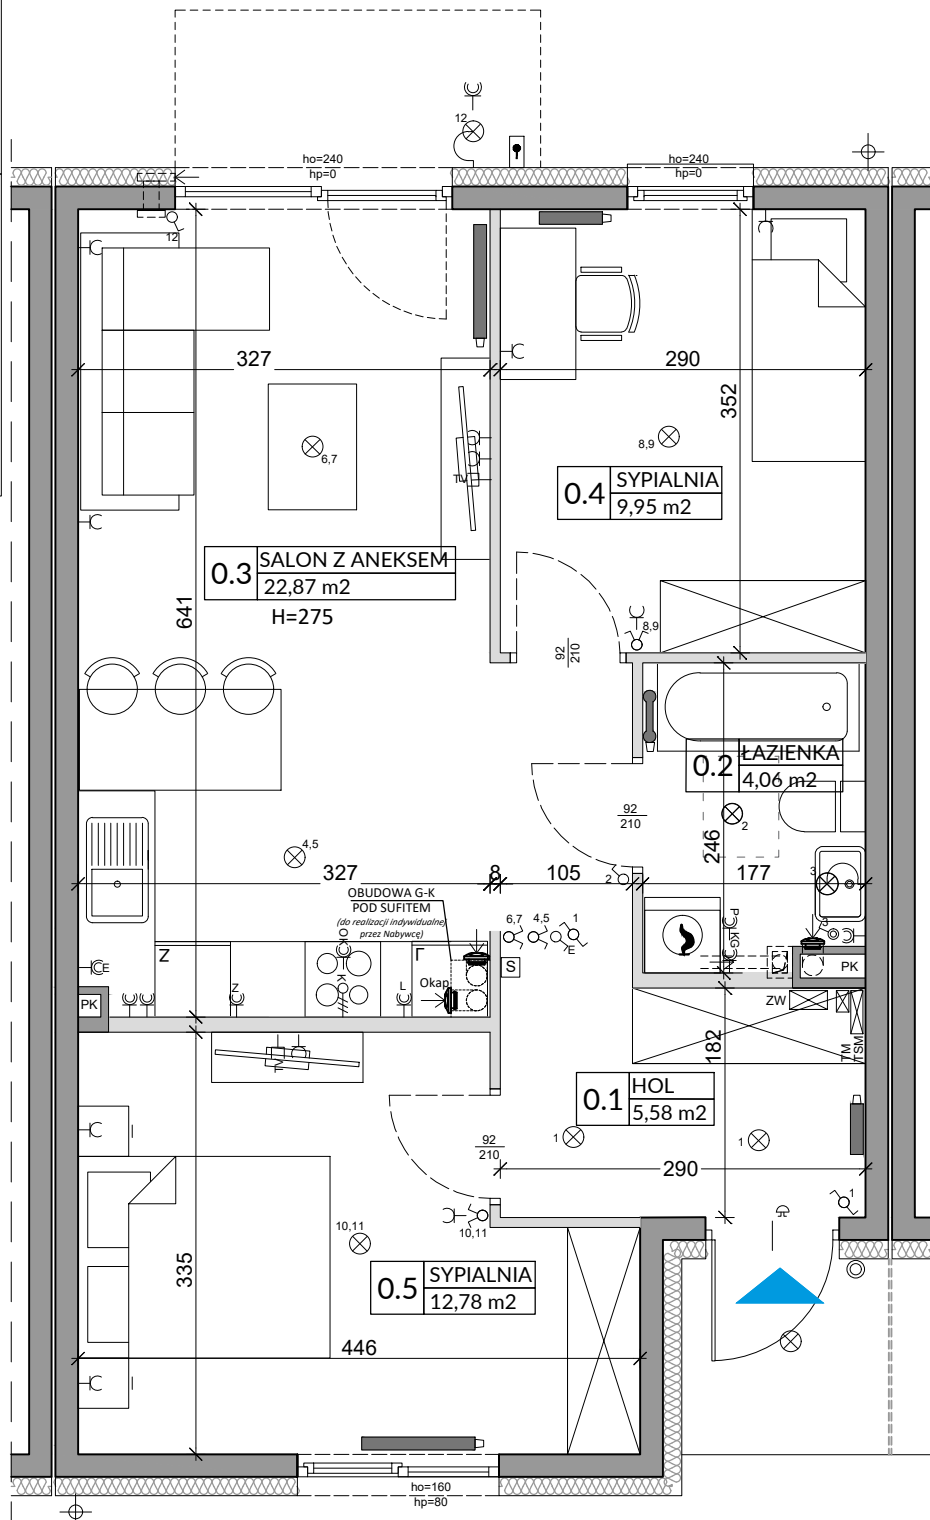 12
ho=240
hp=0
ho=240
hp=0
12
327
290
352
6,7
8,9
TV
0.4
SYPIALNIA
9,95 m2
0.3
SALON Z ANEKSEM
22,87 m2
H=275
641
8,9
92
210
0.2
ŁAZIENKA
4,06 m2
92
210
2
246
4,5
327
8
105
2
177
3
OBUDOWA G-K
POD SUFITEM
(do realizacji indywidualnej
przez Nabywcę)
6,7
4,5
1
E
S
Z
Okap
E
Z
L
PK
PK
ZW
TM
TSM
182
0.1
HOL
5,58 m2
1
1
92
210
290
1
10,11
10,11
335
0.5
SYPIALNIA
12,78 m2
446
ho=160
hp=80